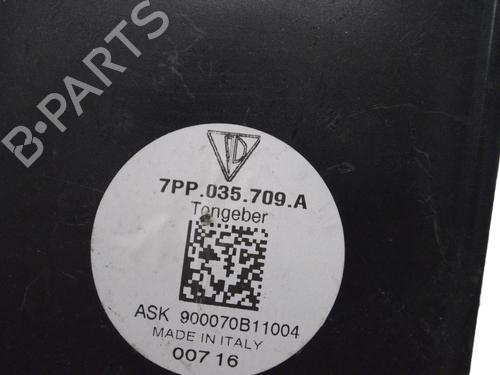 B-PARTS
7PP.035.709.A
Tongeber
ASK 900070B11004
MADE IN ITALY
00716